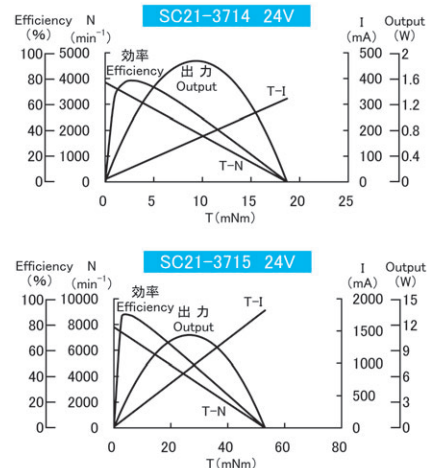 SC21-3714 24V
Efficiency N
(%) (min⁻¹)
I Output
(mA) (W)
100 5000 500 2
80 4000 400 1.6
60 3000 300 1.2
40 2000 200 0.8
20 1000 100 0.4
0 0 0 0
効率
Efficiency
出力
Output
T-I
T-N
0 5 10 15 20 25
T(mNm)
SC21-3715 24V
Efficiency N
(%) (min⁻¹)
I Output
(mA) (W)
100 10000 2000 15
80 8000 1500 12
60 6000 1000 9
40 4000 6
20 2000 500 3
0 0 0 0
効率
Efficiency
出力
Output
T-I
T-N
0 20 40 60 80
T(mNm)